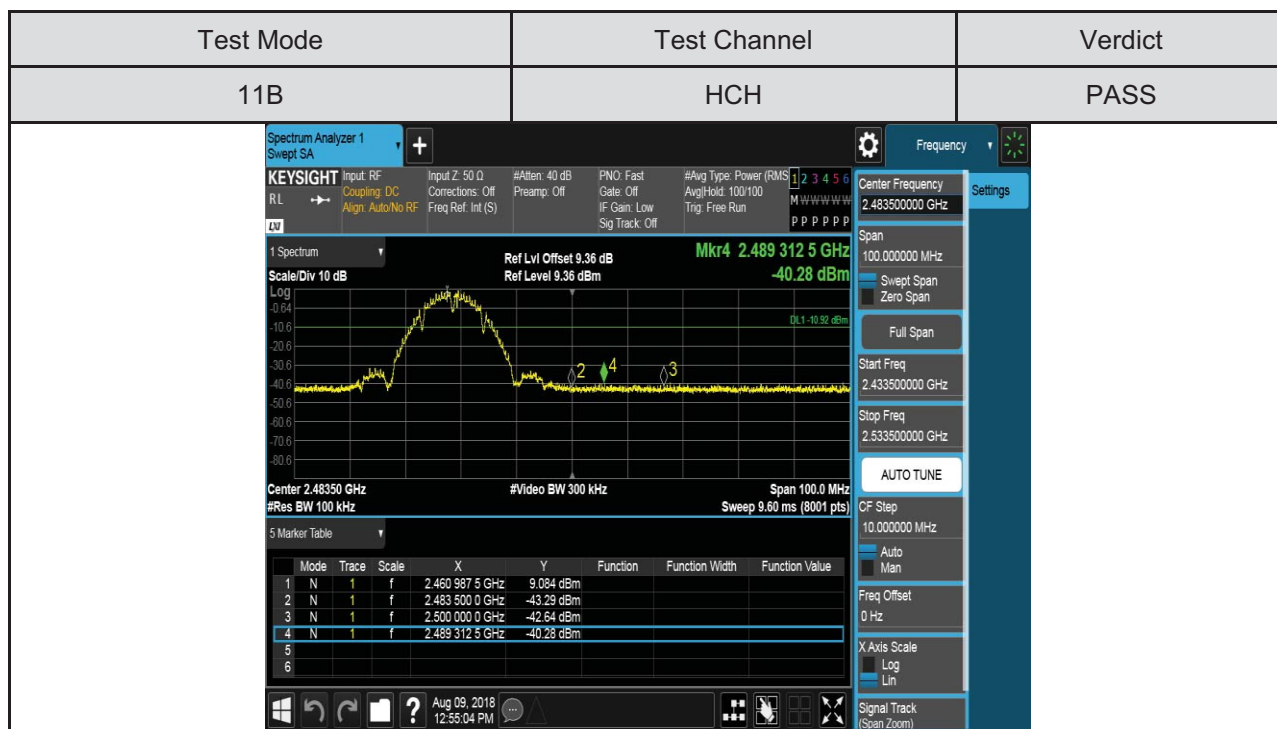 Test Mode Test Channel Verdict
11B HCH PASS
Spectrum Analyzer 1
Swept SA
+
Frequency
KEYSIGHT Input: RF Input Z: 50 Ω #Atten: 40 dB PNO: Fast #Avg Type: Power (RMS 1 2 3 4 5 6
RL Coupling: DC Corrections: Off Preamp: Off Gate: Off Avg|Hold: 100/100 M W W W W W
Align: Auto/No RF Freq Ref: Int (S) IF Gain: Low Trig: Free Run
LXI Sig Track: Off P P P P P P
1 Spectrum
Ref Lvl Offset 9.36 dB Mkr4 2.489 312 5 GHz
Scale/Div 10 dB Ref Level 9.36 dBm -40.28 dBm
Log
-0.64
DL1 -10.92 dBm
-10.6
-20.6
-30.6
2 4 3
-40.6
-50.6
-60.6
-70.6
-80.6
Center 2.48350 GHz #Video BW 300 kHz Span 100.0 MHz
#Res BW 100 kHz Sweep 9.60 ms (8001 pts)
5 Marker Table
Mode Trace Scale X Y Function Function Width Function Value
1 N 1 f 2.460 987 5 GHz 9.084 dBm
2 N 1 f 2.483 500 0 GHz -43.29 dBm
3 N 1 f 2.500 000 0 GHz -42.64 dBm
4 N 1 f 2.489 312 5 GHz -40.28 dBm
5
6
?
Aug 09, 2018
12:55:04 PM
Center Frequency
2.483500000 GHz
Settings
Span
100.000000 MHz
Swept Span
Zero Span
Full Span
Start Freq
2.433500000 GHz
Stop Freq
2.533500000 GHz
AUTO TUNE
CF Step
10.000000 MHz
Auto
Man
Freq Offset
0 Hz
X Axis Scale
Log
Lin
Signal Track
(Span Zoom)